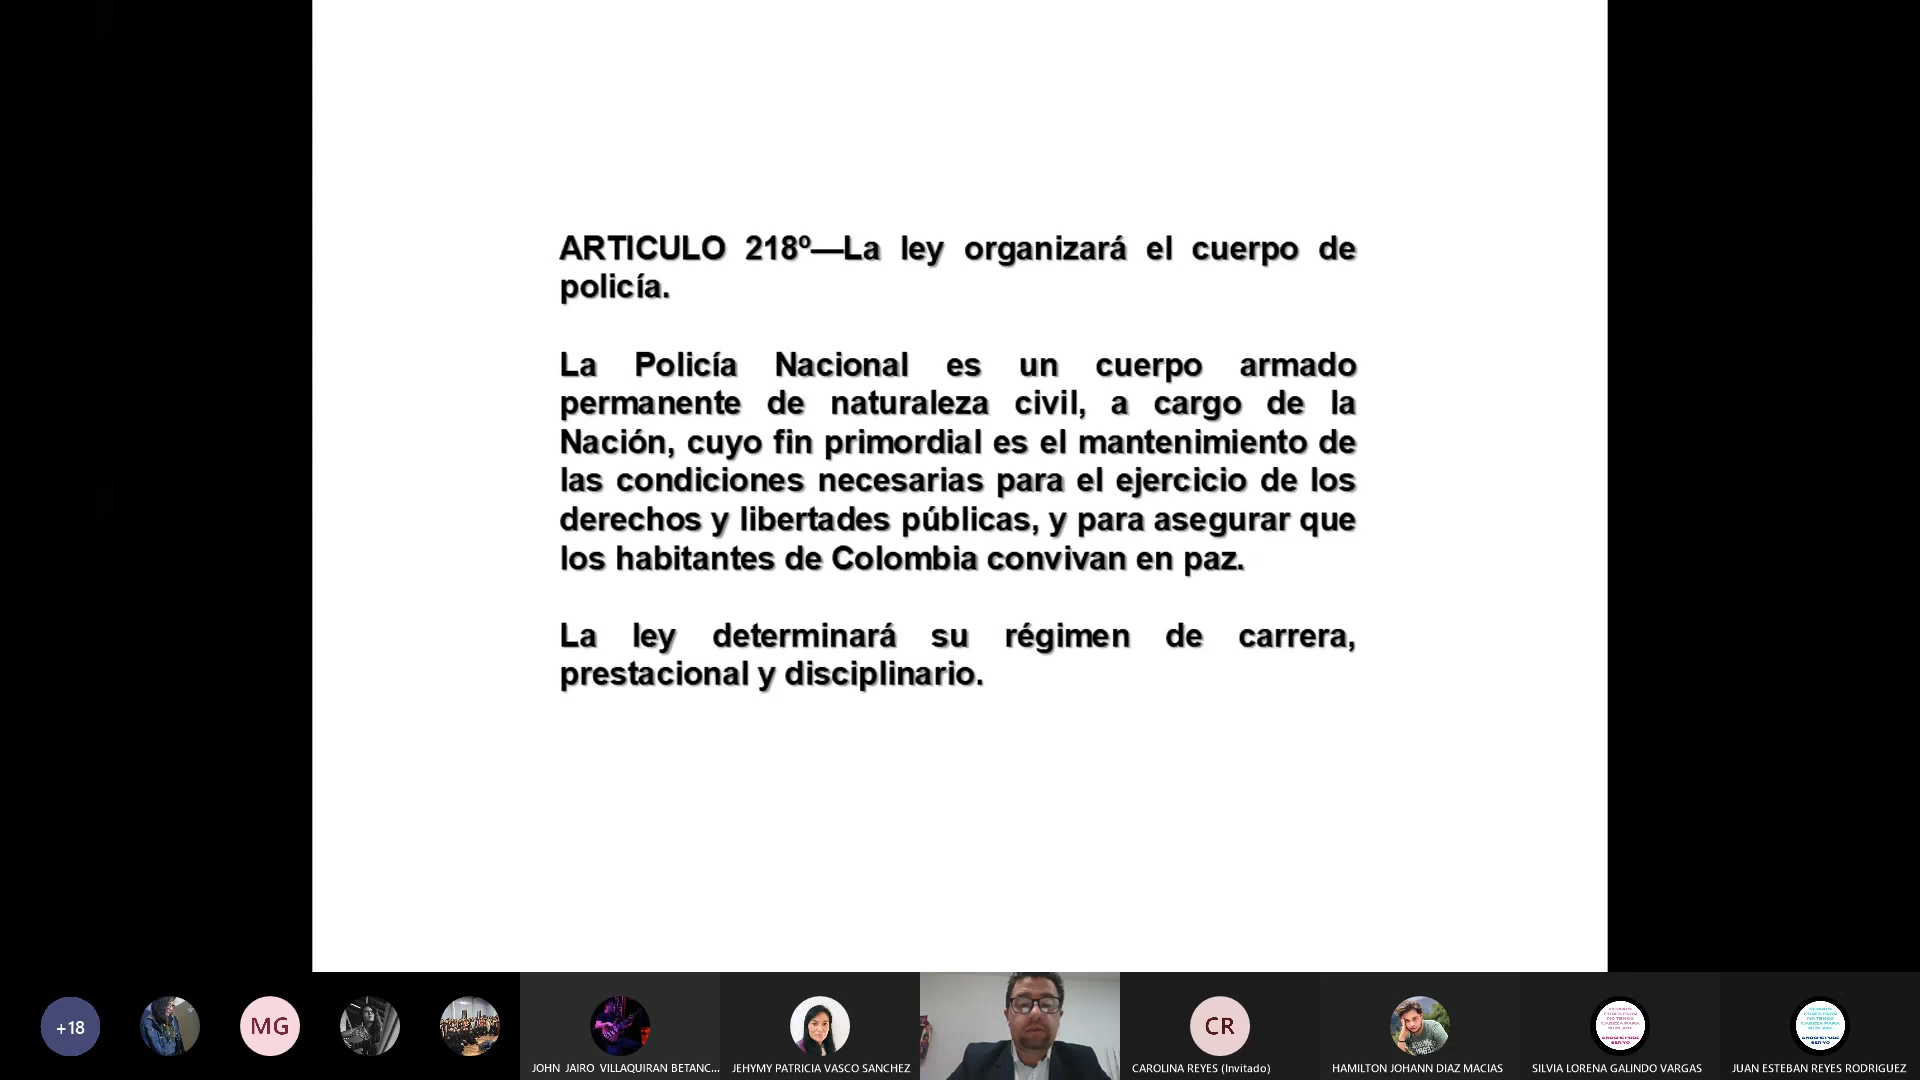 ARTICULO 218º—La ley organizará el cuerpo de
policía.
La Policía Nacional es un cuerpo armado
permanente de naturaleza civil, a cargo de la
Nación, cuyo fin primordial es el mantenimiento de
las condiciones necesarias para el ejercicio de los
derechos y libertades públicas, y para asegurar que
los habitantes de Colombia convivan en paz.
La ley determinará su régimen de carrera,
prestacional y disciplinario.
+18
MG
CR
JOHN JAIRO VILLAQUIRAN BETANC...
JEHYMY PATRICIA VASCO SANCHEZ
CAROLINA REYES (Invitado)
HAMILTON JOHANN DIAZ MACIAS
SILVIA LORENA GALINDO VARGAS
JUAN ESTEBAN REYES RODRIGUEZ